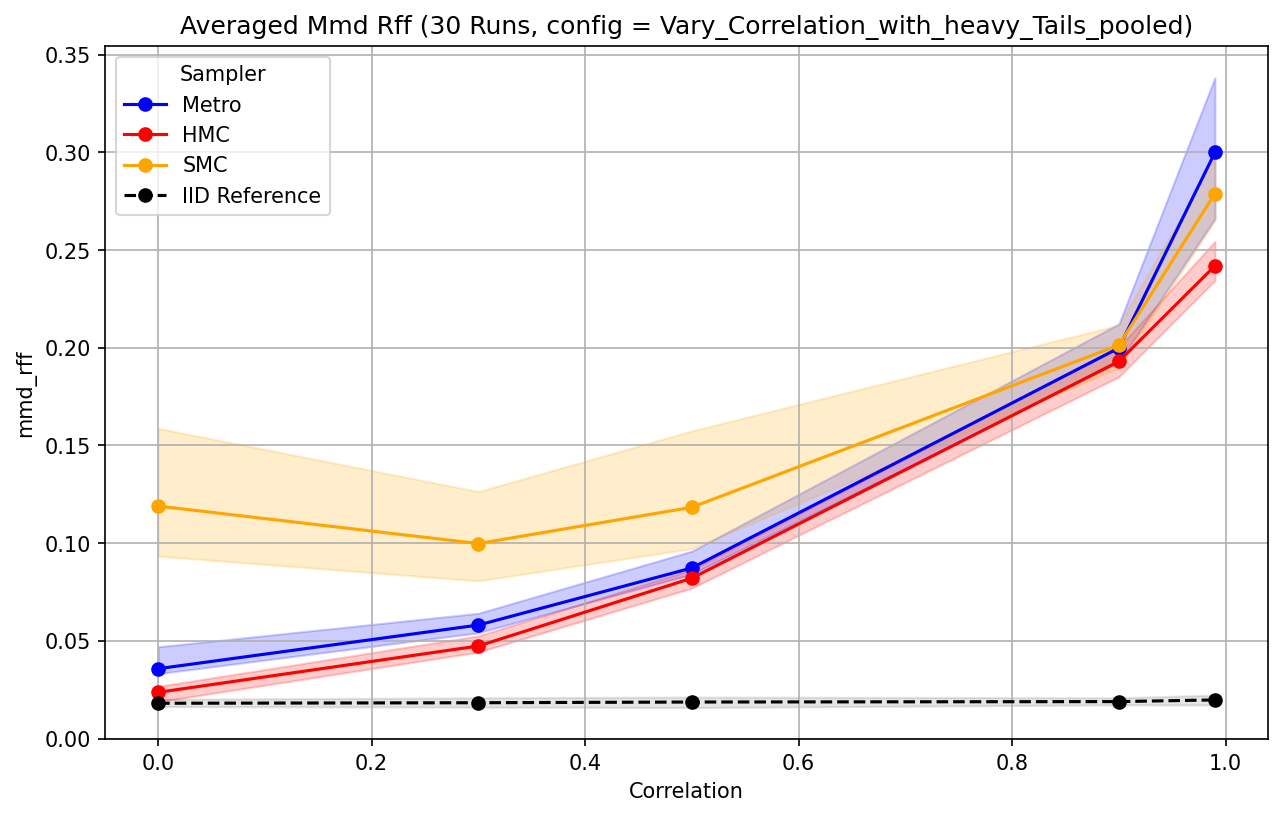 Averaged Mmd Rff (30 Runs, config = Vary_Correlation_with_heavy_Tails_pooled)
Sampler
Metro
HMC
SMC
IID Reference
mmd_rff
0.35
0.30
0.25
0.20
0.15
0.10
0.05
0.00
0.0 0.2 0.4 0.6 0.8 1.0
Correlation